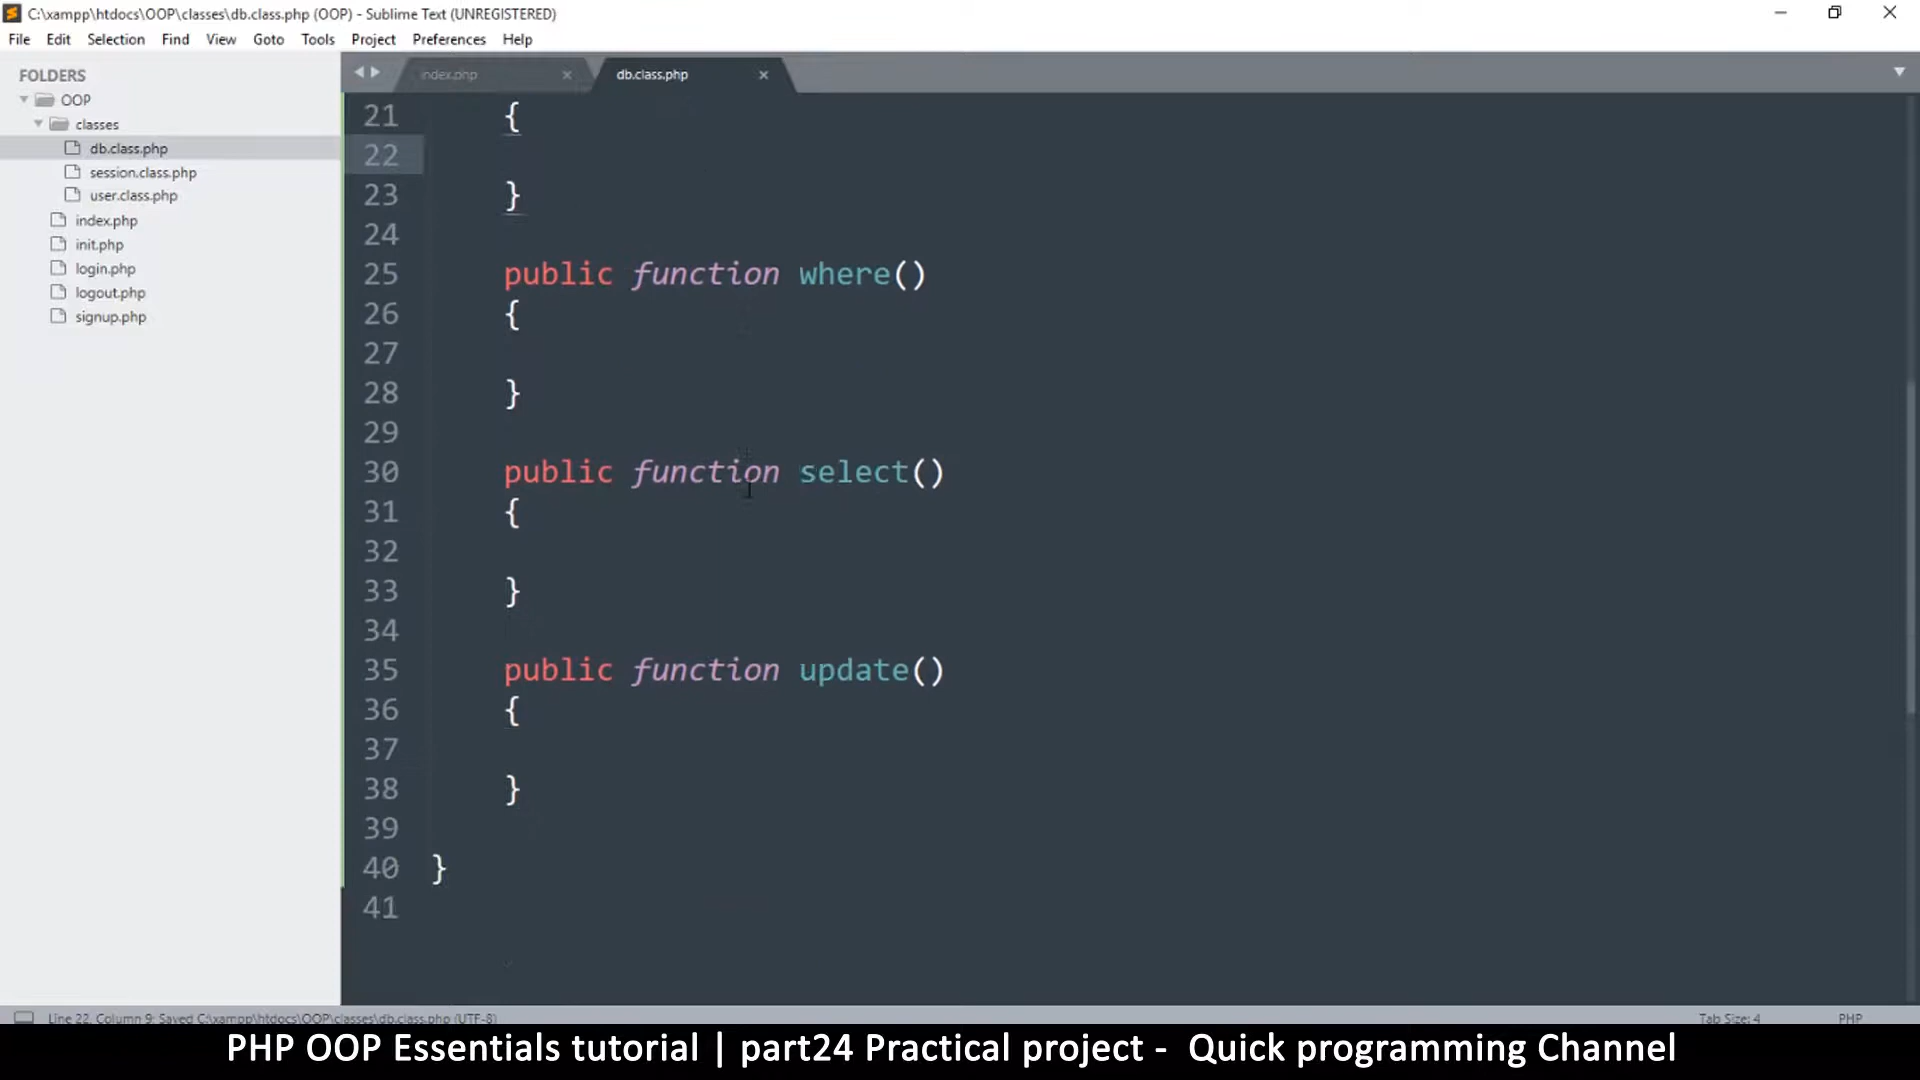 C:\xampp\htdocs\OOP\classes\db.class.php (OOP) - Sublime Text (UNREGISTERED)
File Edit Selection Find View Goto Tools Project Preferences Help
FOLDERS
OOP
classes
db.class.php
session.class.php
user.class.php
index.php
init.php
login.php
logout.php
signup.php
index.php × db.class.php ×
21 {
22
23 }
24
25 public function where()
26 {
27
28 }
29
30 public function select()
31 {
32
33 }
34
35 public function update()
36 {
37
38 }
39
40 }
41
Line 22, Column 9; Saved C:\xampp\htdocs\OOP\classes\db.class.php (UTF-8) Tab Size: 4 PHP
PHP OOP Essentials tutorial | part24 Practical project - Quick programming Channel